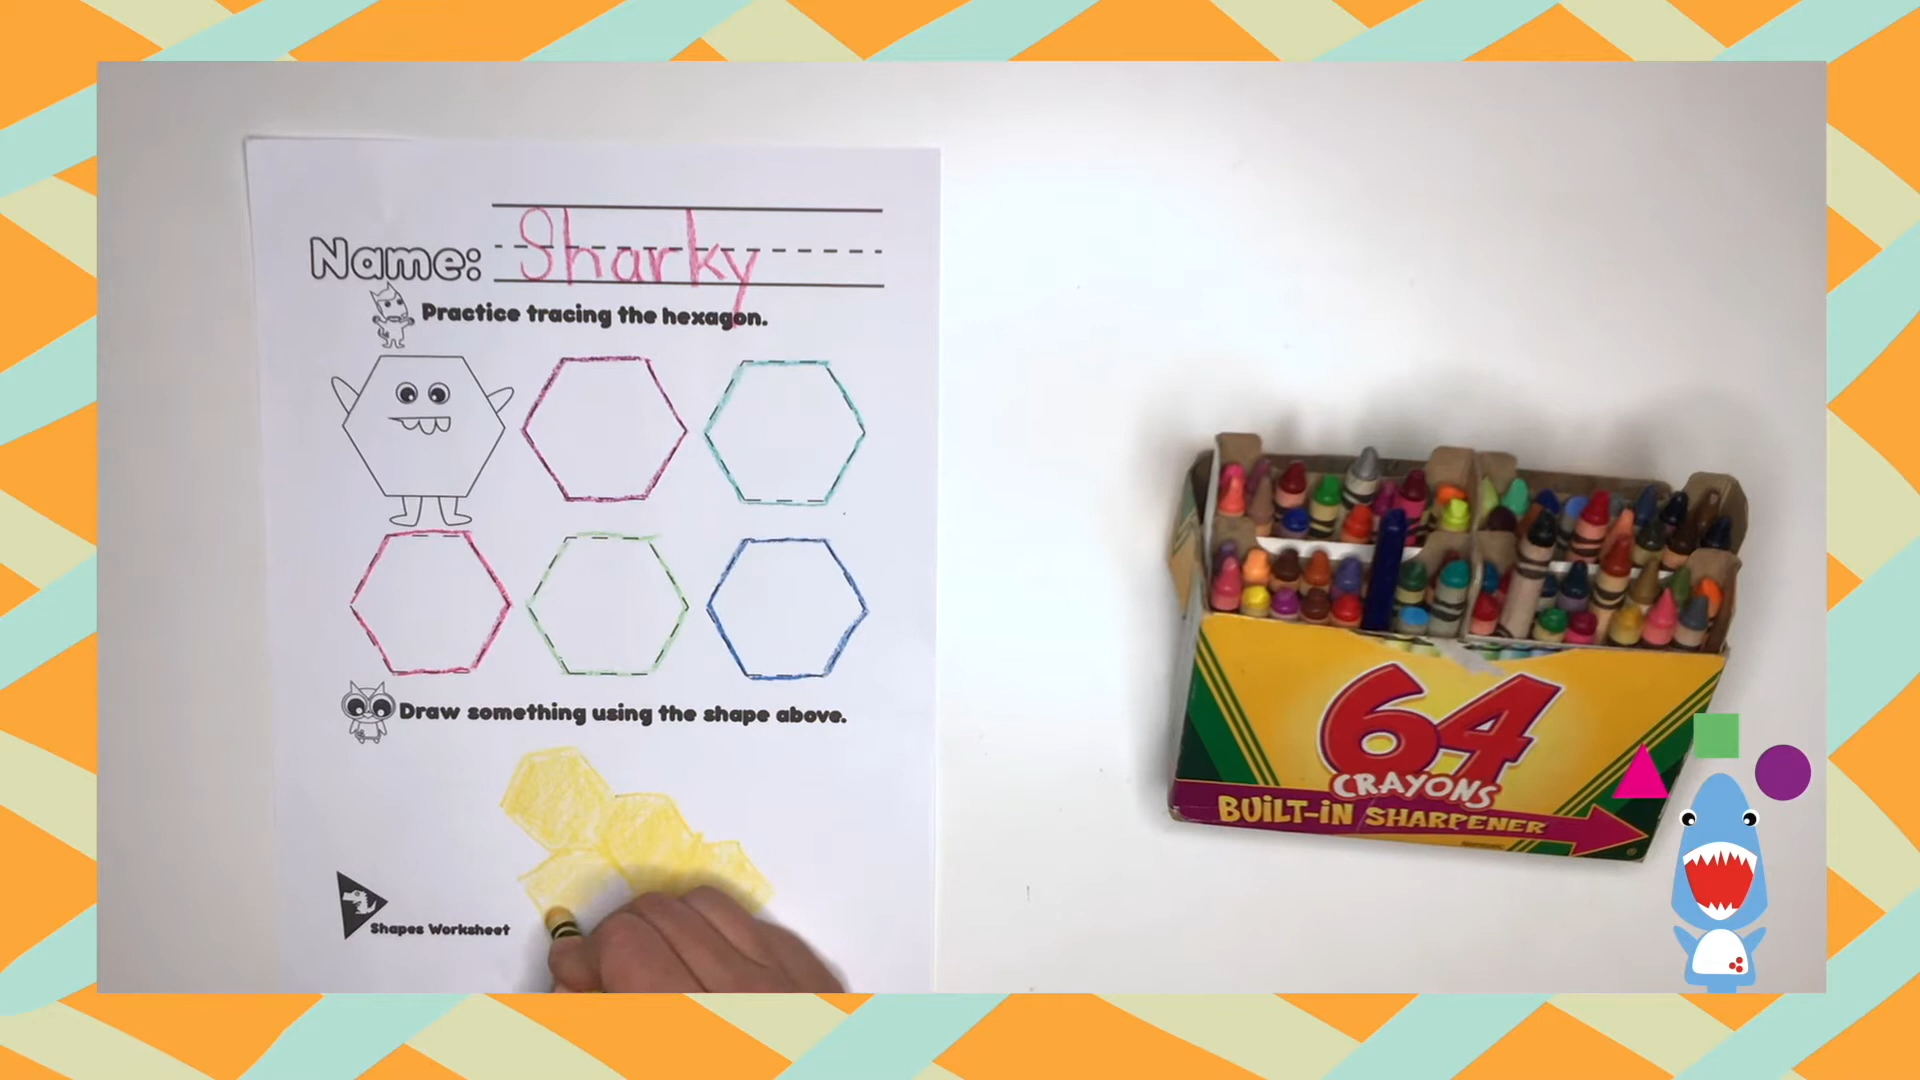 Name: Sharky
Practice tracing the hexagon.
Draw something using the shape above.
Shapes Worksheet
64
CRAYONS
BUiLT-iN SHARPENER